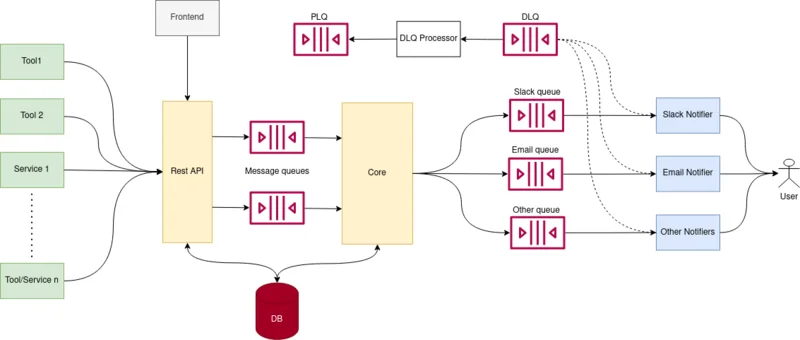 Frontend
PLQ
DLQ Processor
DLQ
Tool1
Tool 2
Service 1
Tool/Service n
Rest API
Message queues
Core
DB
Slack queue
Email queue
Other queue
Slack Notifier
Email Notifier
Other Notifiers
User